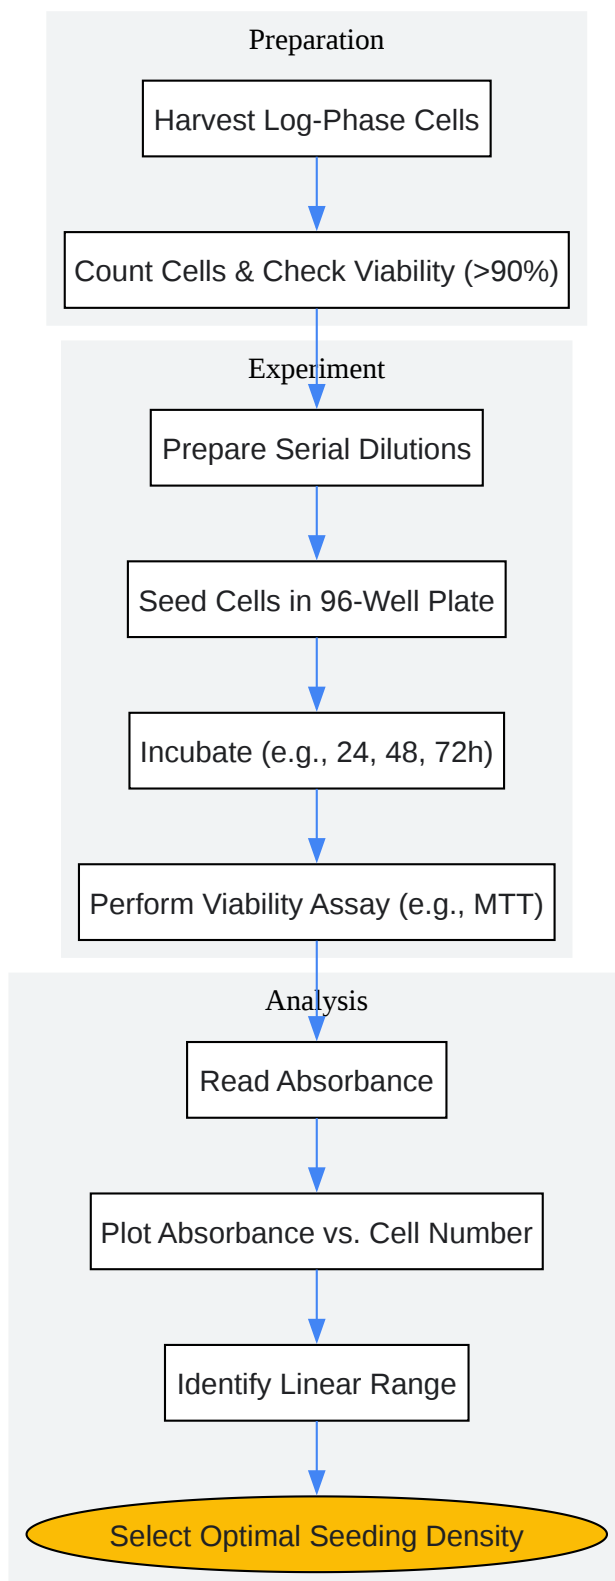 Preparation
Harvest Log-Phase Cells
Count Cells & Check Viability (>90%)
Experiment
Prepare Serial Dilutions
Seed Cells in 96-Well Plate
Incubate (e.g., 24, 48, 72h)
Perform Viability Assay (e.g., MTT)
Analysis
Read Absorbance
Plot Absorbance vs. Cell Number
Identify Linear Range
Select Optimal Seeding Density